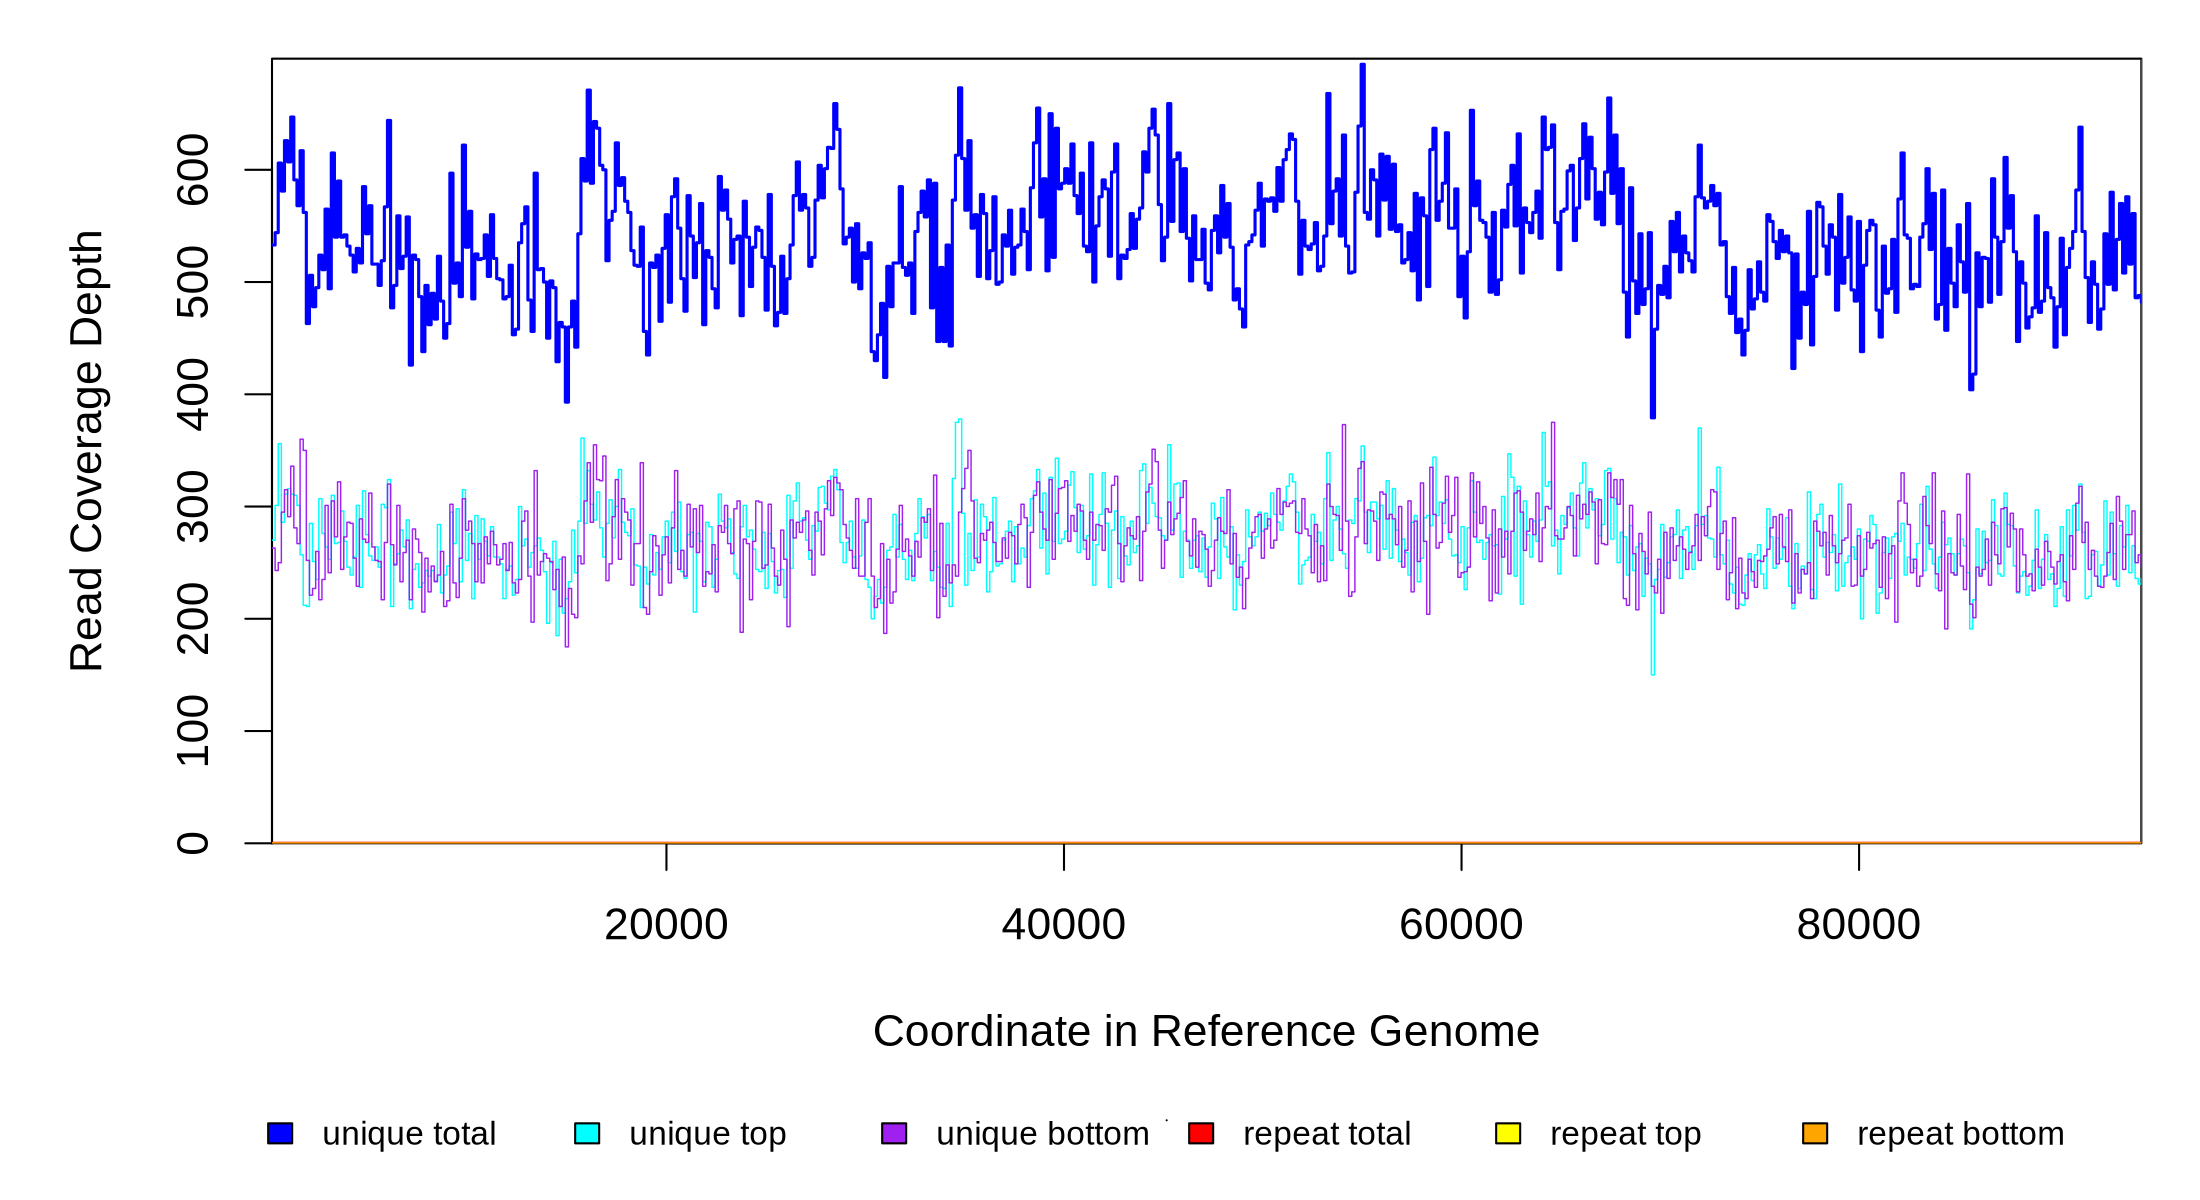 Read Coverage Depth
600
500
400
300
200
100
0
20000 40000 60000 80000
Coordinate in Reference Genome
unique total unique top unique bottom repeat total repeat top repeat bottom